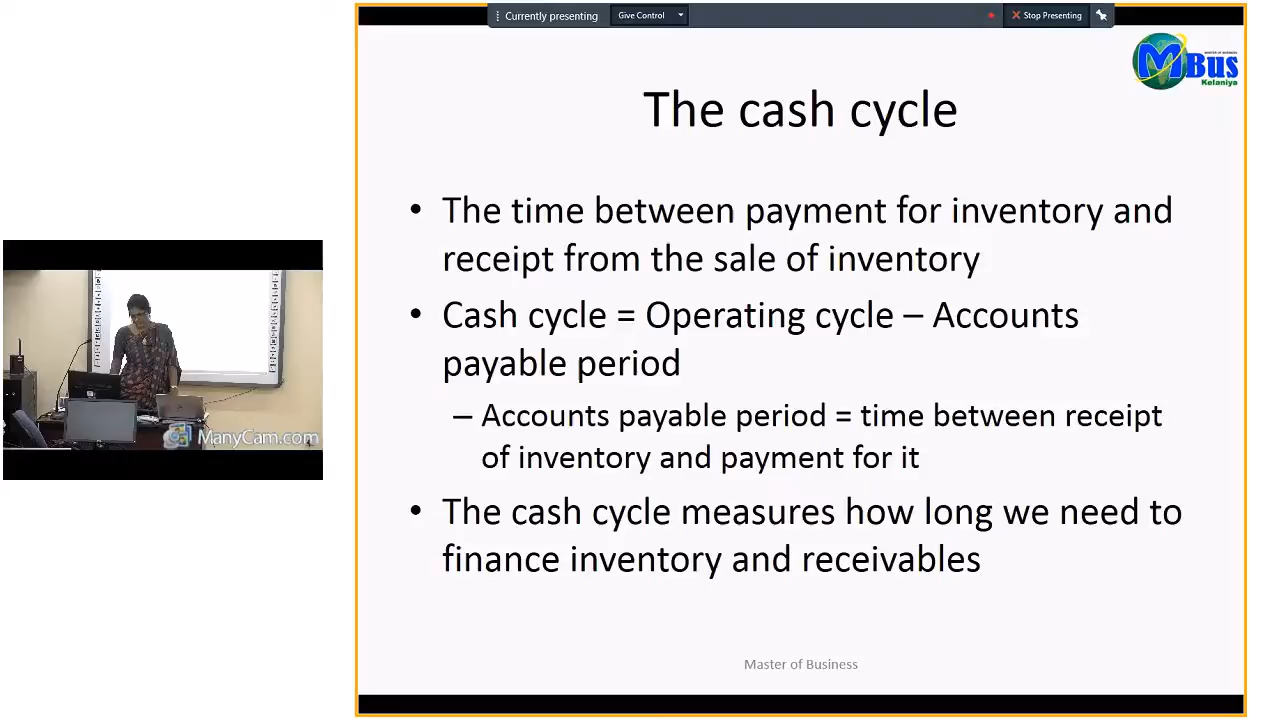 Currently presenting
Give Control
Stop Presenting
MASTER OF BUSINESS
MBus
Kelaniya
The cash cycle
• The time between payment for inventory and
receipt from the sale of inventory
• Cash cycle = Operating cycle – Accounts
payable period
– Accounts payable period = time between receipt
of inventory and payment for it
• The cash cycle measures how long we need to
finance inventory and receivables
Master of Business
ManyCam.com